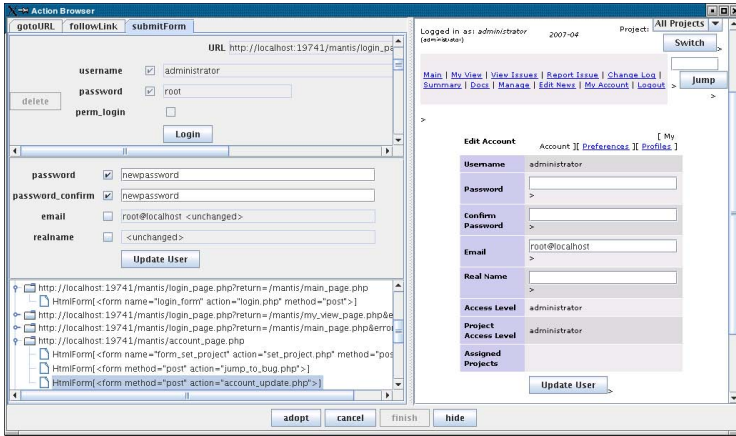 Action Browser
gotoURL followLink submitForm
URL http://localhost:19741/mantis/login_pa
username administrator
password root
delete
perm_login
Login
password newpassword
password_confirm newpassword
email root@localhost <unchanged>
realname <unchanged>
Update User
http://localhost:19741/mantis/login_page.php?return=/mantis/main_page.php
HtmlForm[<form name="login_form" action="login.php" method="post">]
http://localhost:19741/mantis/login_page.php?return=/mantis/my_view_page.php&e
http://localhost:19741/mantis/login_page.php?return=/mantis/main_page.php&error
http://localhost:19741/mantis/account_page.php
HtmlForm[<form name="form_set_project" action="set_project.php" method="pos
HtmlForm[<form method="post" action="jump_to_bug.php">]
HtmlForm[<form method="post" action="account_update.php">]
Logged in as: administrator
(administrator)
2007-04
Project: All Projects
Switch >
Main | My View | View Issues | Report Issue | Change Log |
Summary | Docs | Manage | Edit News | My Account | Logout >
Jump
>
>
Edit Account
[ My
Account ][ Preferences ][ Profiles ]
Username administrator
Password
>
Confirm
Password >
Email root@localhost
>
Real Name
>
Access Level administrator
Project
Access Level administrator
Assigned
Projects
Update User >
adopt cancel finish hide